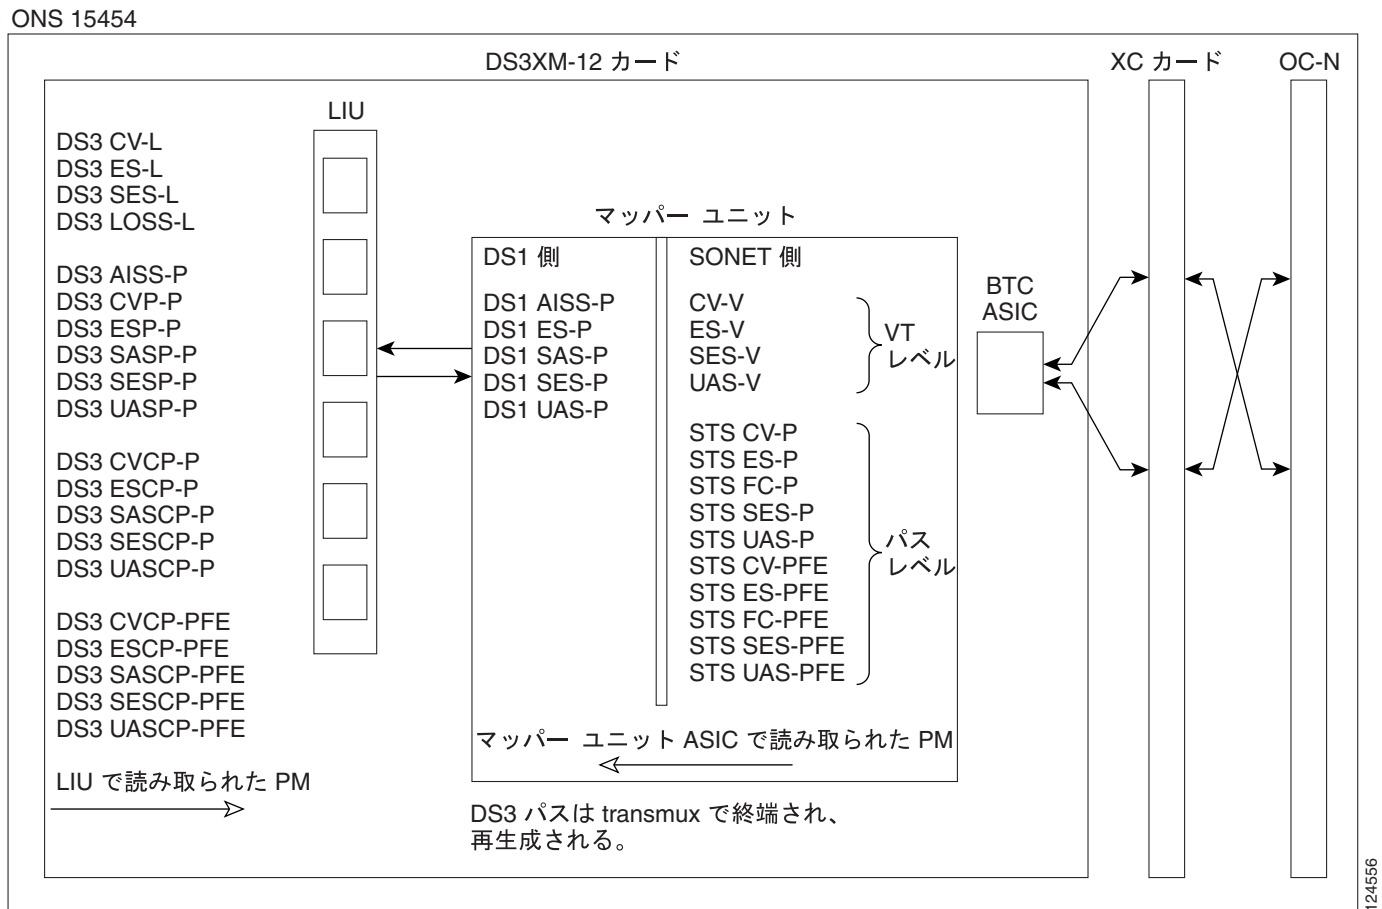 ONS 15454
DS3XM-12 カード
XC カード
OC-N
LIU
DS3 CV-L
DS3 ES-L
DS3 SES-L
DS3 LOSS-L
DS3 AISS-P
DS3 CVP-P
DS3 ESP-P
DS3 SASP-P
DS3 SESP-P
DS3 UASP-P
DS3 CVCP-P
DS3 ESCP-P
DS3 SASCP-P
DS3 SESCP-P
DS3 UASCP-P
DS3 CVCP-PFE
DS3 ESCP-PFE
DS3 SASCP-PFE
DS3 SESCP-PFE
DS3 UASCP-PFE
LIU で読み取られた PM
マッパー ユニット
DS1 側
DS1 AISS-P
DS1 ES-P
DS1 SAS-P
DS1 SES-P
DS1 UAS-P
SONET 側
CV-V
ES-V
SES-V
UAS-V
VT
レベル
STS CV-P
STS ES-P
STS FC-P
STS SES-P
STS UAS-P
STS CV-PFE
STS ES-PFE
STS FC-PFE
STS SES-PFE
STS UAS-PFE
パス
レベル
マッパー ユニット ASIC で読み取られた PM
DS3 パスは transmux で終端され、
再生成される。
BTC
ASIC
124556